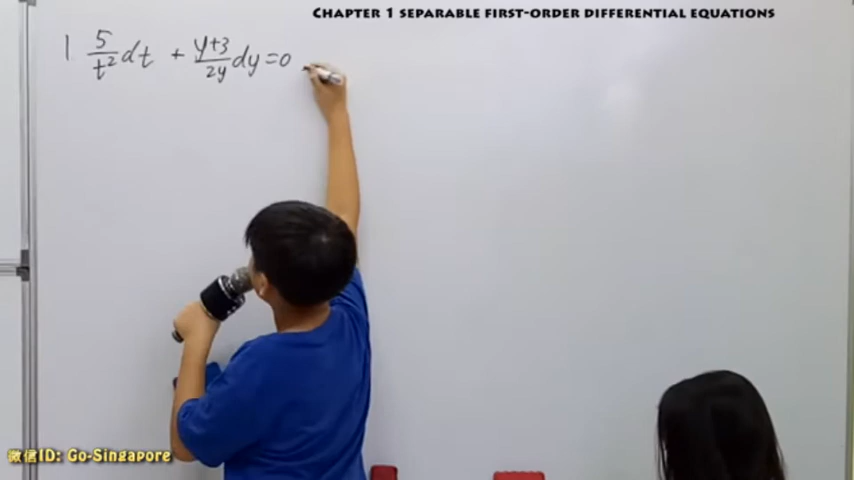 CHAPTER 1 SEPARABLE FIRST-ORDER DIFFERENTIAL EQUATIONS
1 5/t² dt + y+3/2y dy = 0
微信ID: Go-Singapore